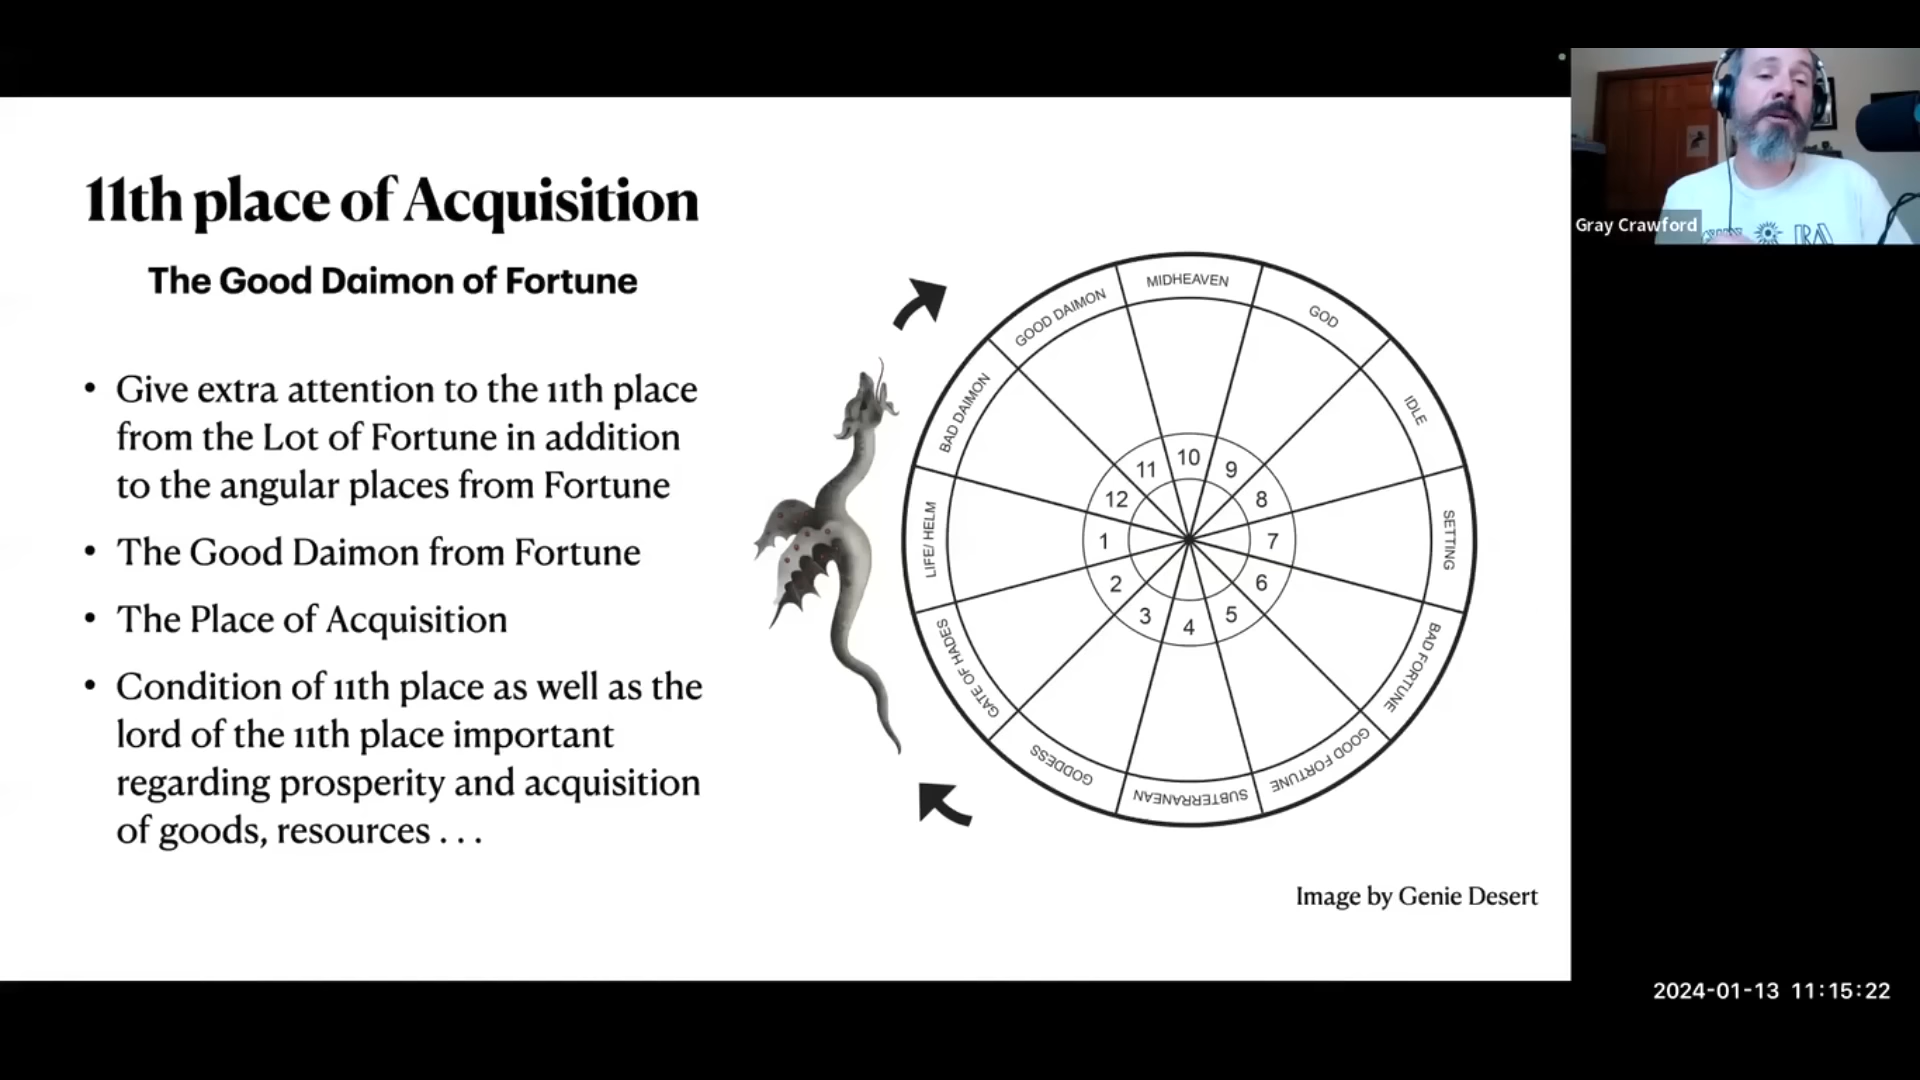 11th place of Acquisition
The Good Daimon of Fortune
• Give extra attention to the 11th place
from the Lot of Fortune in addition
to the angular places from Fortune
• The Good Daimon from Fortune
• The Place of Acquisition
• Condition of 11th place as well as the
lord of the 11th place important
regarding prosperity and acquisition
of goods, resources . . .
MIDHEAVEN
GOD
IDLE
SETTING
BAD FORTUNE
GOOD FORTUNE
SUBTERRANEAN
GODDESS
GATE OF HADES
LIFE/ HELM
BAD DAIMON
GOOD DAIMON
10
9
8
7
6
5
4
3
2
1
12
11
Image by Genie Desert
Gray Crawford
2024-01-13 11:15:22